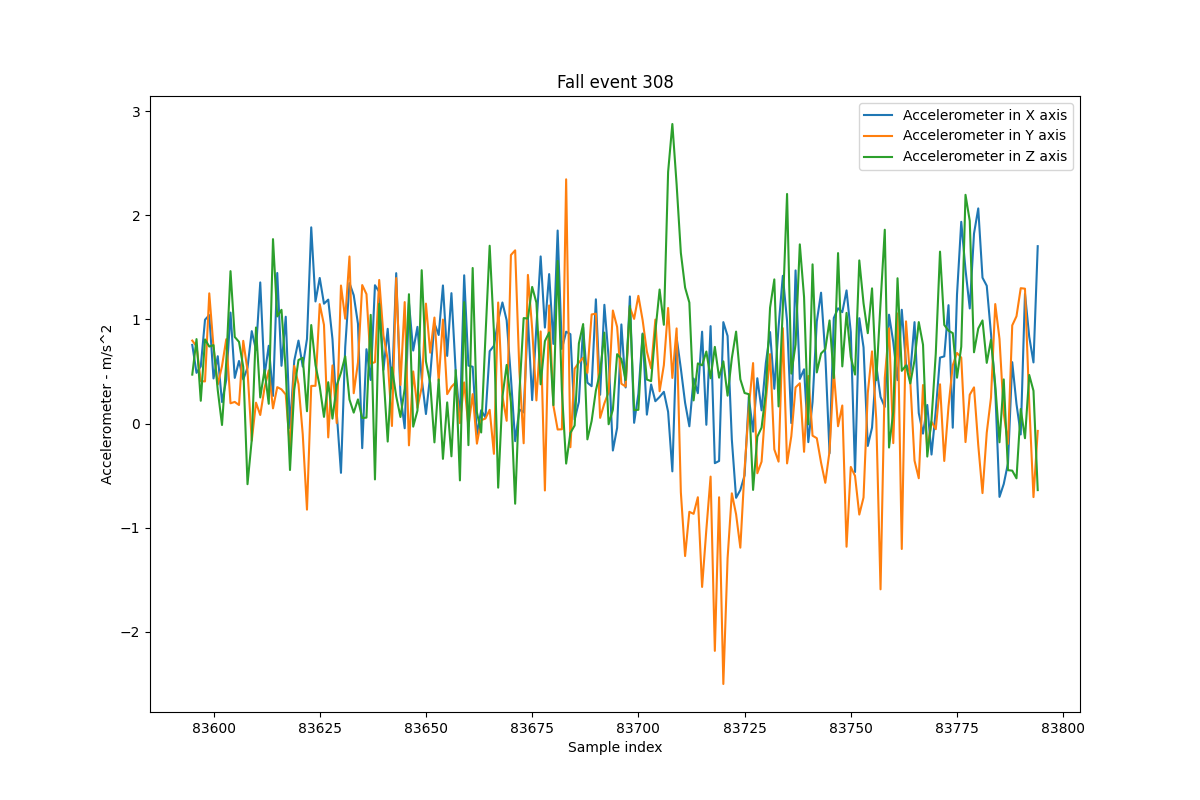 Fall event 308
Accelerometer in X axis
Accelerometer in Y axis
Accelerometer in Z axis
Accelerometer - m/s^2
3
2
1
0
−1
−2
83600 83625 83650 83675 83700 83725 83750 83775 83800
Sample index